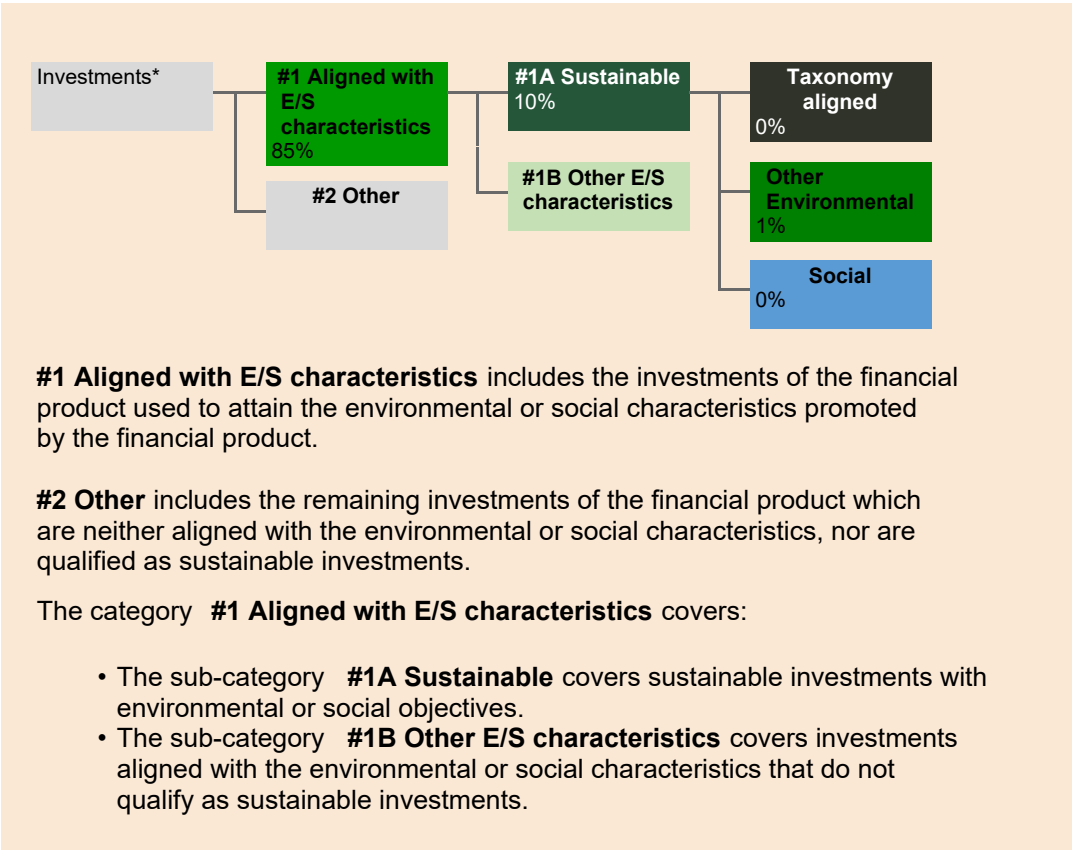 Investments*
#1 Aligned with
E/S
characteristics
85%
#2 Other
#1A Sustainable
10%
#1B Other E/S
characteristics
Taxonomy
aligned
0%
Other
Environmental
1%
Social
0%
#1 Aligned with E/S characteristics includes the investments of the financial
product used to attain the environmental or social characteristics promoted
by the financial product.
#2 Other includes the remaining investments of the financial product which
are neither aligned with the environmental or social characteristics, nor are
qualified as sustainable investments.
The category #1 Aligned with E/S characteristics covers:
• The sub-category #1A Sustainable covers sustainable investments with
environmental or social objectives.
• The sub-category #1B Other E/S characteristics covers investments
aligned with the environmental or social characteristics that do not
qualify as sustainable investments.